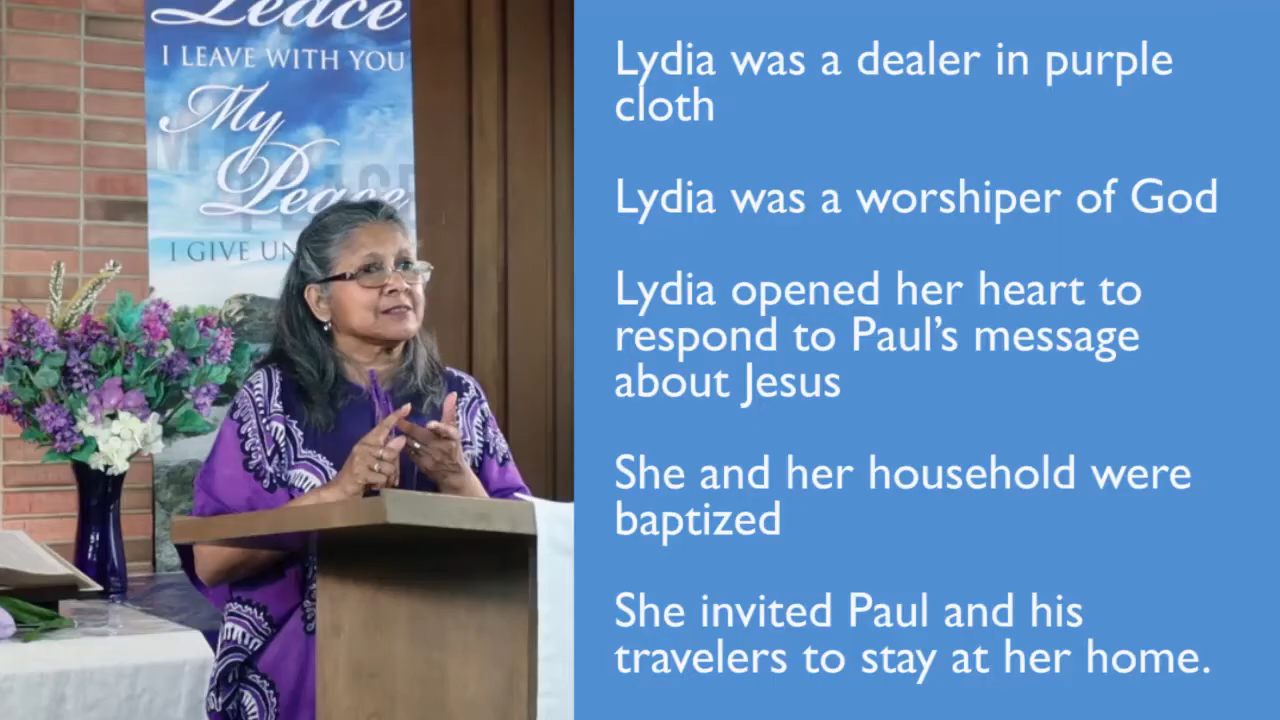 Peace
I LEAVE WITH YOU
My
Peace
I GIVE UN
Lydia was a dealer in purple
cloth
Lydia was a worshiper of God
Lydia opened her heart to
respond to Paul’s message
about Jesus
She and her household were
baptized
She invited Paul and his
travelers to stay at her home.